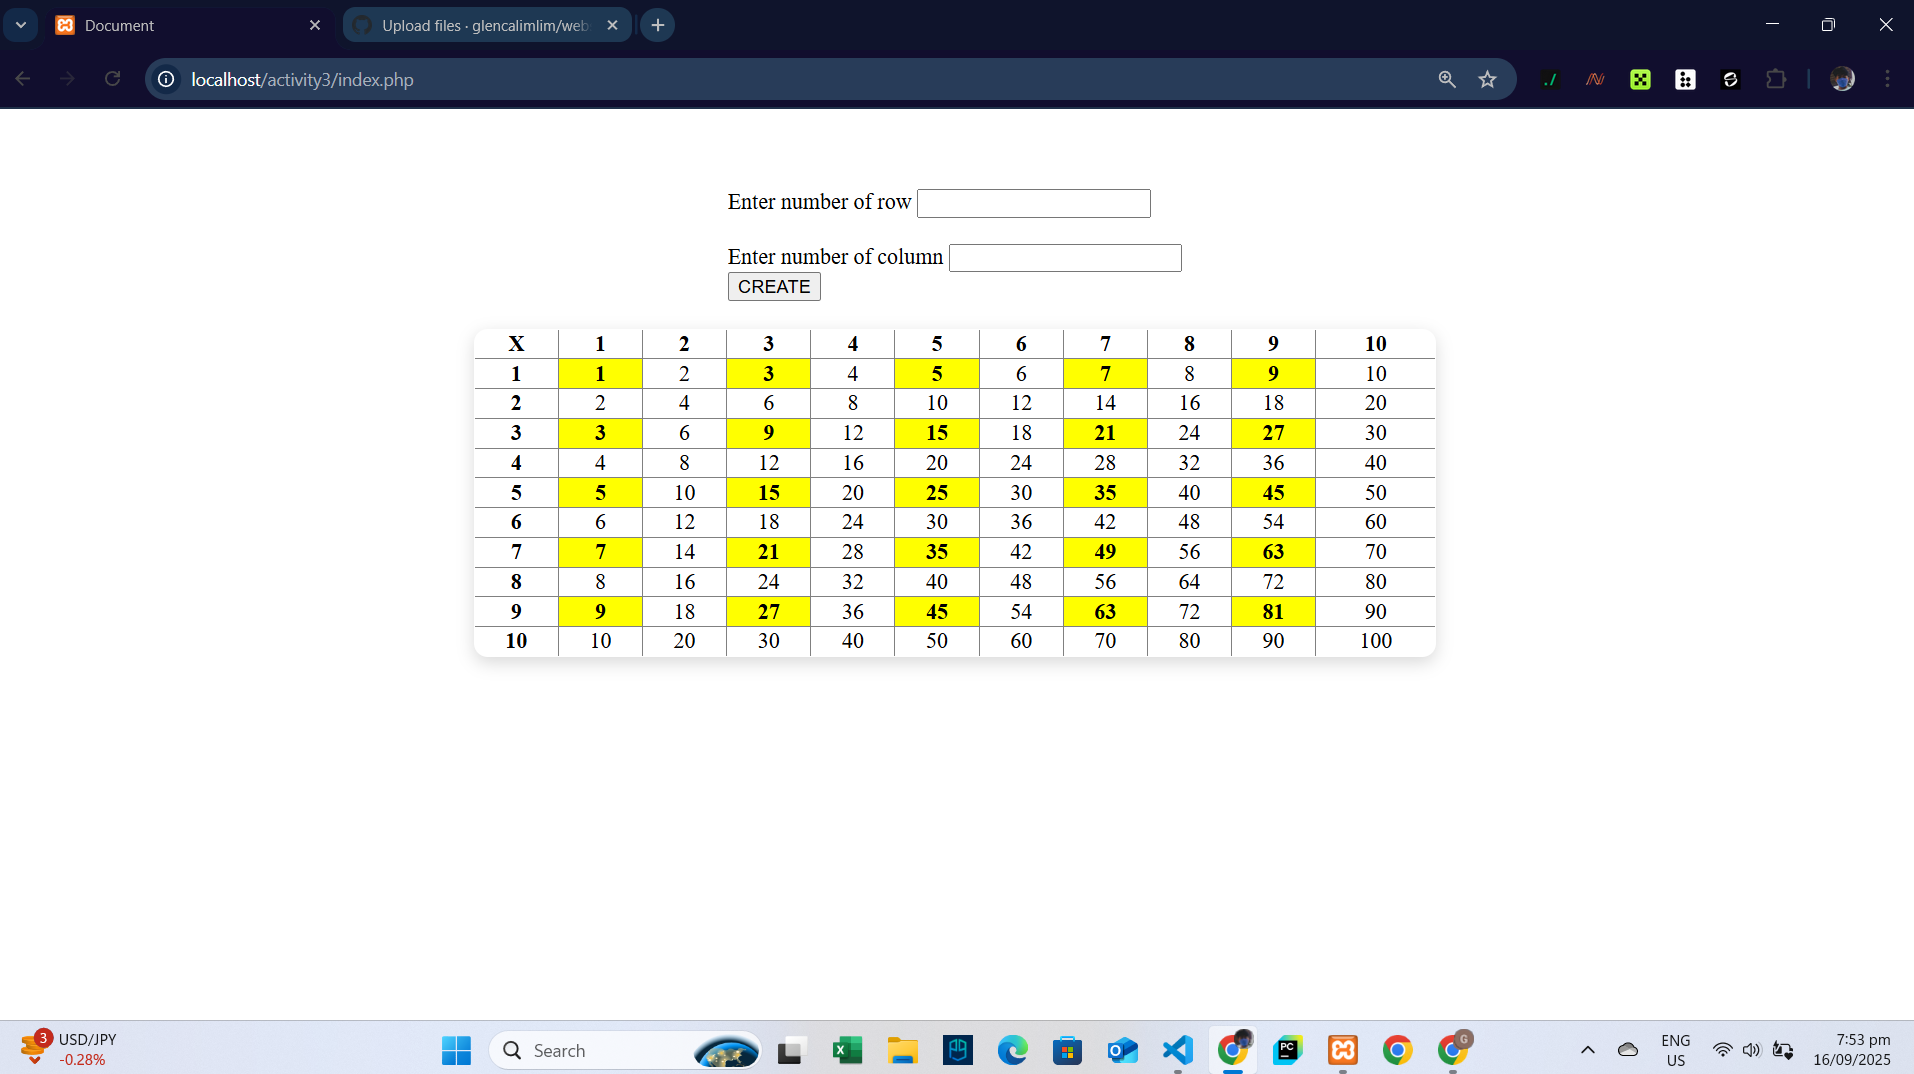 Document
Upload files · glencalimlim/web
localhost/activity3/index.php
Enter number of row
Enter number of column
CREATE
X 1 2 3 4 5 6 7 8 9 10
1 1 2 3 4 5 6 7 8 9 10
2 2 4 6 8 10 12 14 16 18 20
3 3 6 9 12 15 18 21 24 27 30
4 4 8 12 16 20 24 28 32 36 40
5 5 10 15 20 25 30 35 40 45 50
6 6 12 18 24 30 36 42 48 54 60
7 7 14 21 28 35 42 49 56 63 70
8 8 16 24 32 40 48 56 64 72 80
9 9 18 27 36 45 54 63 72 81 90
10 10 20 30 40 50 60 70 80 90 100
3 USD/JPY
-0.28%
Search
PC
G
ENG
US
7:53 pm
16/09/2025